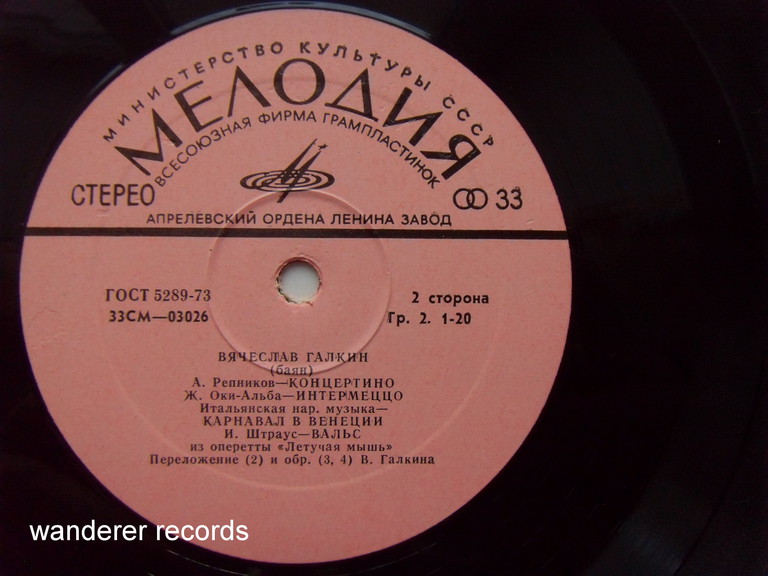 МИНИСТЕРСТВО КУЛЬТУРЫ СССР
МЕЛОДИЯ
ВСЕСОЮЗНАЯ ФИРМА ГРАМПЛАСТИНОК
СТЕРЕО
33
АПРЕЛЕВСКИЙ ОРДЕНА ЛЕНИНА ЗАВОД
ГОСТ 5289-73
2 сторона
33СМ—03026
Гр. 2. 1-20
ВЯЧЕСЛАВ ГАЛКИН
(баян)
А. Репников—КОНЦЕРТИНО
Ж. Оки-Альба—ИНТЕРМЕЦЦО
Итальянская нар. музыка—
КАРНАВАЛ В ВЕНЕЦИИ
И. Штраус—ВАЛЬС
из оперетты «Летучая мышь»
Переложение (2) и обр. (3, 4) В. Галкина
wanderer records